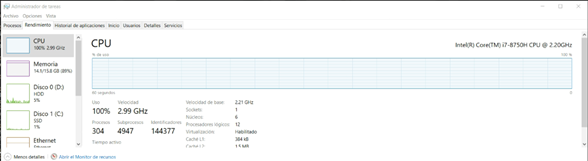 Administrador de tareas
Archivo Opciones Vista
Procesos Rendimiento Historial de aplicaciones Inicio Usuarios Detalles Servicios
CPU
100% 2.99 GHz
Memoria
14.1/15.8 GB (89%)
Disco 0 (D:)
HDD
5%
Disco 1 (C:)
SSD
1%
Ethernet
CPU
Intel(R) Core(TM) i7-8750H CPU @ 2.20GHz
% de uso
100 %
60 segundos
0
Uso
100%
Velocidad
2.99 GHz
Procesos
304
Subprocesos
4947
Identificadores
144377
Tiempo activo
Velocidad de base: 2.21 GHz
Sockets: 1
Núcleos: 6
Procesadores lógicos: 12
Virtualización: Habilitado
Caché L1: 384 kB
Caché L2: 1.5 MB
Menos detalles
Abrir el Monitor de recursos